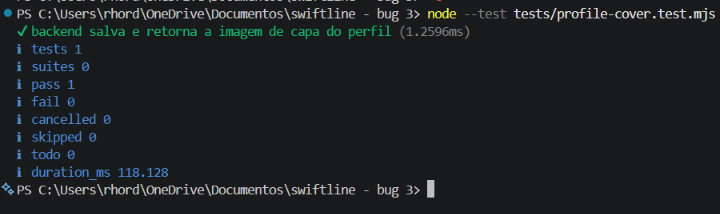 PS C:\Users\rhord\OneDrive\Documentos\swiftline - bug 3> node --test tests/profile-cover.test.mjs
✔ backend salva e retorna a imagem de capa do perfil (1.2596ms)
ℹ tests 1
ℹ suites 0
ℹ pass 1
ℹ fail 0
ℹ cancelled 0
ℹ skipped 0
ℹ todo 0
ℹ duration_ms 118.128
PS C:\Users\rhord\OneDrive\Documentos\swiftline - bug 3>